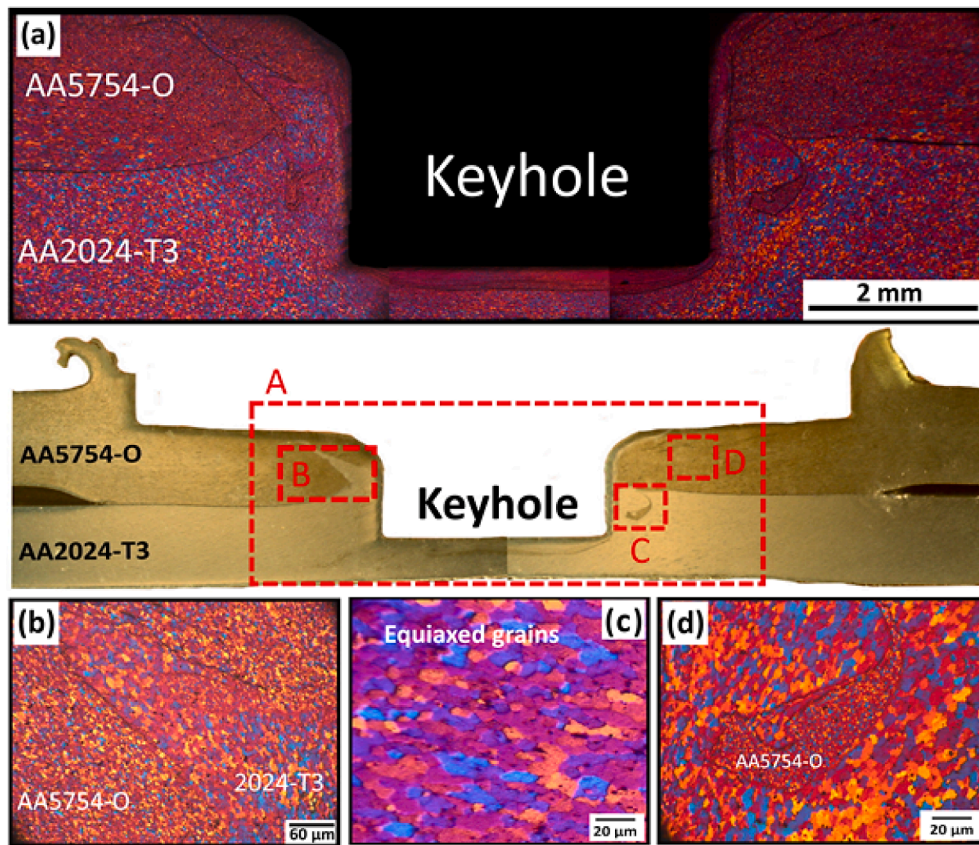 (a)
AA5754-O
Keyhole
AA2024-T3
2 mm
A
AA5754-O
B
D
Keyhole
AA2024-T3
C
(b)
AA5754-O
2024-T3
60 µm
Equiaxed grains
(c)
20 µm
(d)
AA5754-O
20 µm